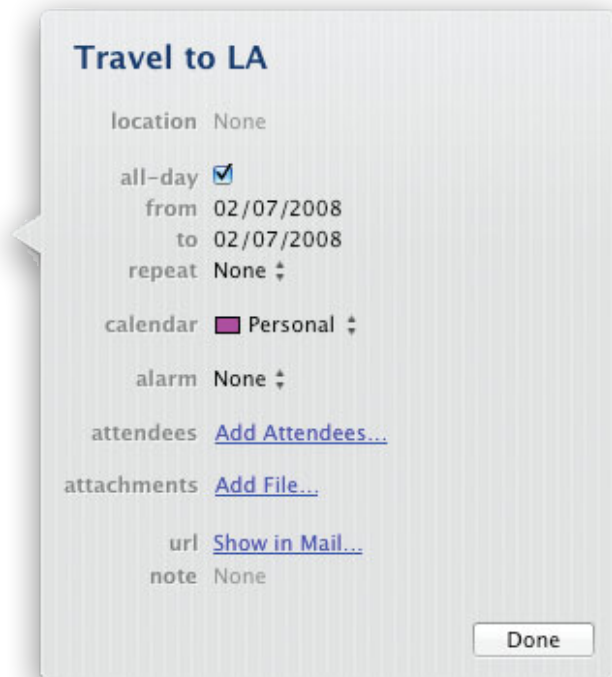 Travel to LA
location None
all-day
from 02/07/2008
to 02/07/2008
repeat None
calendar Personal
alarm None
attendees Add Attendees...
attachments Add File...
url Show in Mail...
note None
Done